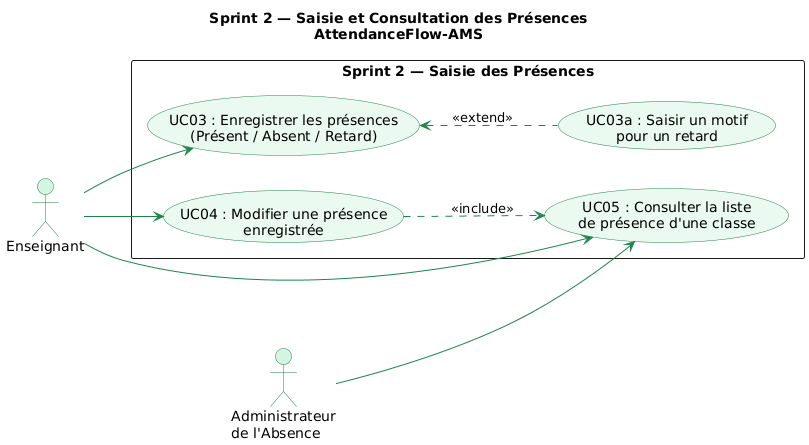 Sprint 2 — Saisie et Consultation des Présences
AttendanceFlow-AMS
Sprint 2 — Saisie des Présences
UC03 : Enregistrer les présences
(Présent / Absent / Retard)
«extend»
UC03a : Saisir un motif
pour un retard
UC04 : Modifier une présence
enregistrée
«include»
UC05 : Consulter la liste
de présence d'une classe
Enseignant
Administrateur
de l'Absence